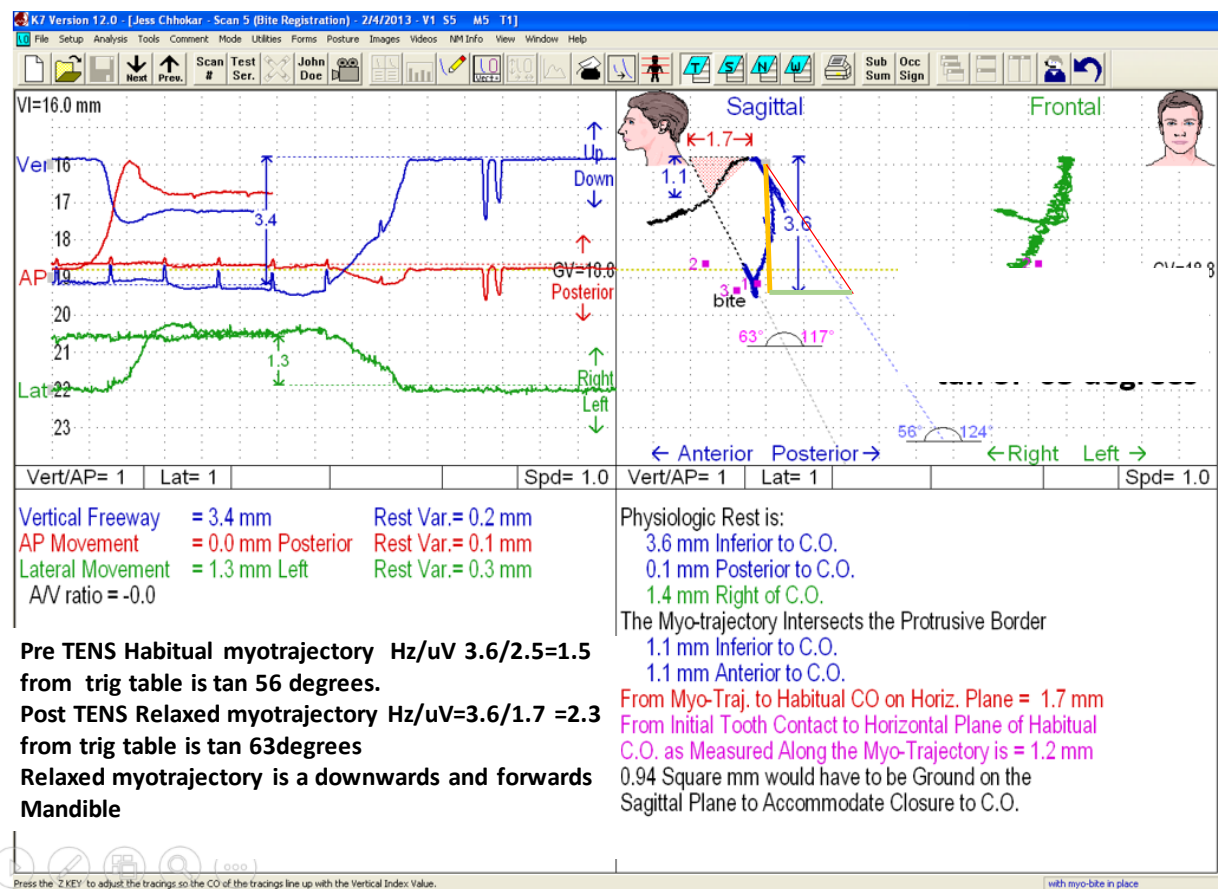 K7 Version 12.0 - [Jess Chhokar - Scan 5 (Bite Registration) - 2/4/2013 - V1 S5 M5 T1]
File Setup Analysis Tools Comment Mode Utilities Forms Posture Images Videos NM Info View Window Help
Next Prev. Scan # Test Ser. John Doe Vert+ T S N W Sub Sum Occ Sign
VI=16.0 mm
Ver 16
17
18
AP 19
20
21
Lat 22
23
3.4
1.3
Up
Down
GV=18.8
Posterior
Right
Left
Sagittal
Frontal
1.7
1.1
3.6
2
3
1
bite
63° 117°
56° 124°
2
GV=18.8
← Anterior Posterior →
← Right Left →
Vert/AP= 1 Lat= 1 Spd= 1.0
Vert/AP= 1 Lat= 1 Spd= 1.0
Vertical Freeway = 3.4 mm Rest Var.= 0.2 mm
AP Movement = 0.0 mm Posterior Rest Var.= 0.1 mm
Lateral Movement = 1.3 mm Left Rest Var.= 0.3 mm
A/V ratio = -0.0
Pre TENS Habitual myotrajectory Hz/uV 3.6/2.5=1.5
from trig table is tan 56 degrees.
Post TENS Relaxed myotrajectory Hz/uV=3.6/1.7 =2.3
from trig table is tan 63degrees
Relaxed myotrajectory is a downwards and forwards
Mandible
Physiologic Rest is:
3.6 mm Inferior to C.O.
0.1 mm Posterior to C.O.
1.4 mm Right of C.O.
The Myo-trajectory Intersects the Protrusive Border
1.1 mm Inferior to C.O.
1.1 mm Anterior to C.O.
From Myo-Traj. to Habitual CO on Horiz. Plane = 1.7 mm
From Initial Tooth Contact to Horizontal Plane of Habitual
C.O. as Measured Along the Myo-Trajectory is = 1.2 mm
0.94 Square mm would have to be Ground on the
Sagittal Plane to Accommodate Closure to C.O.
Press the Z KEY to adjust the tracings so the CO of the tracings line up with the Vertical Index Value.
with myo-bite in place